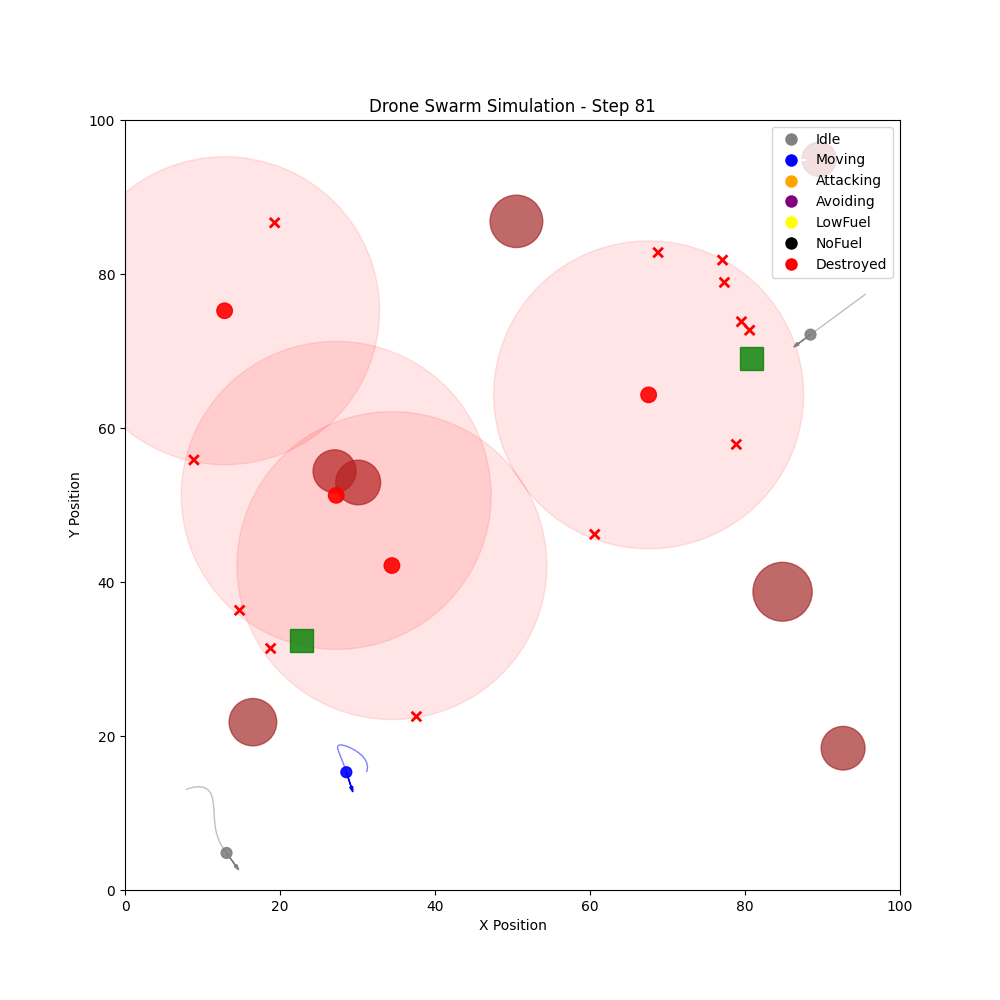 Drone Swarm Simulation - Step 81
100
80
60
40
20
0
Y Position
0 20 40 60 80 100
X Position
Idle
Moving
Attacking
Avoiding
LowFuel
NoFuel
Destroyed